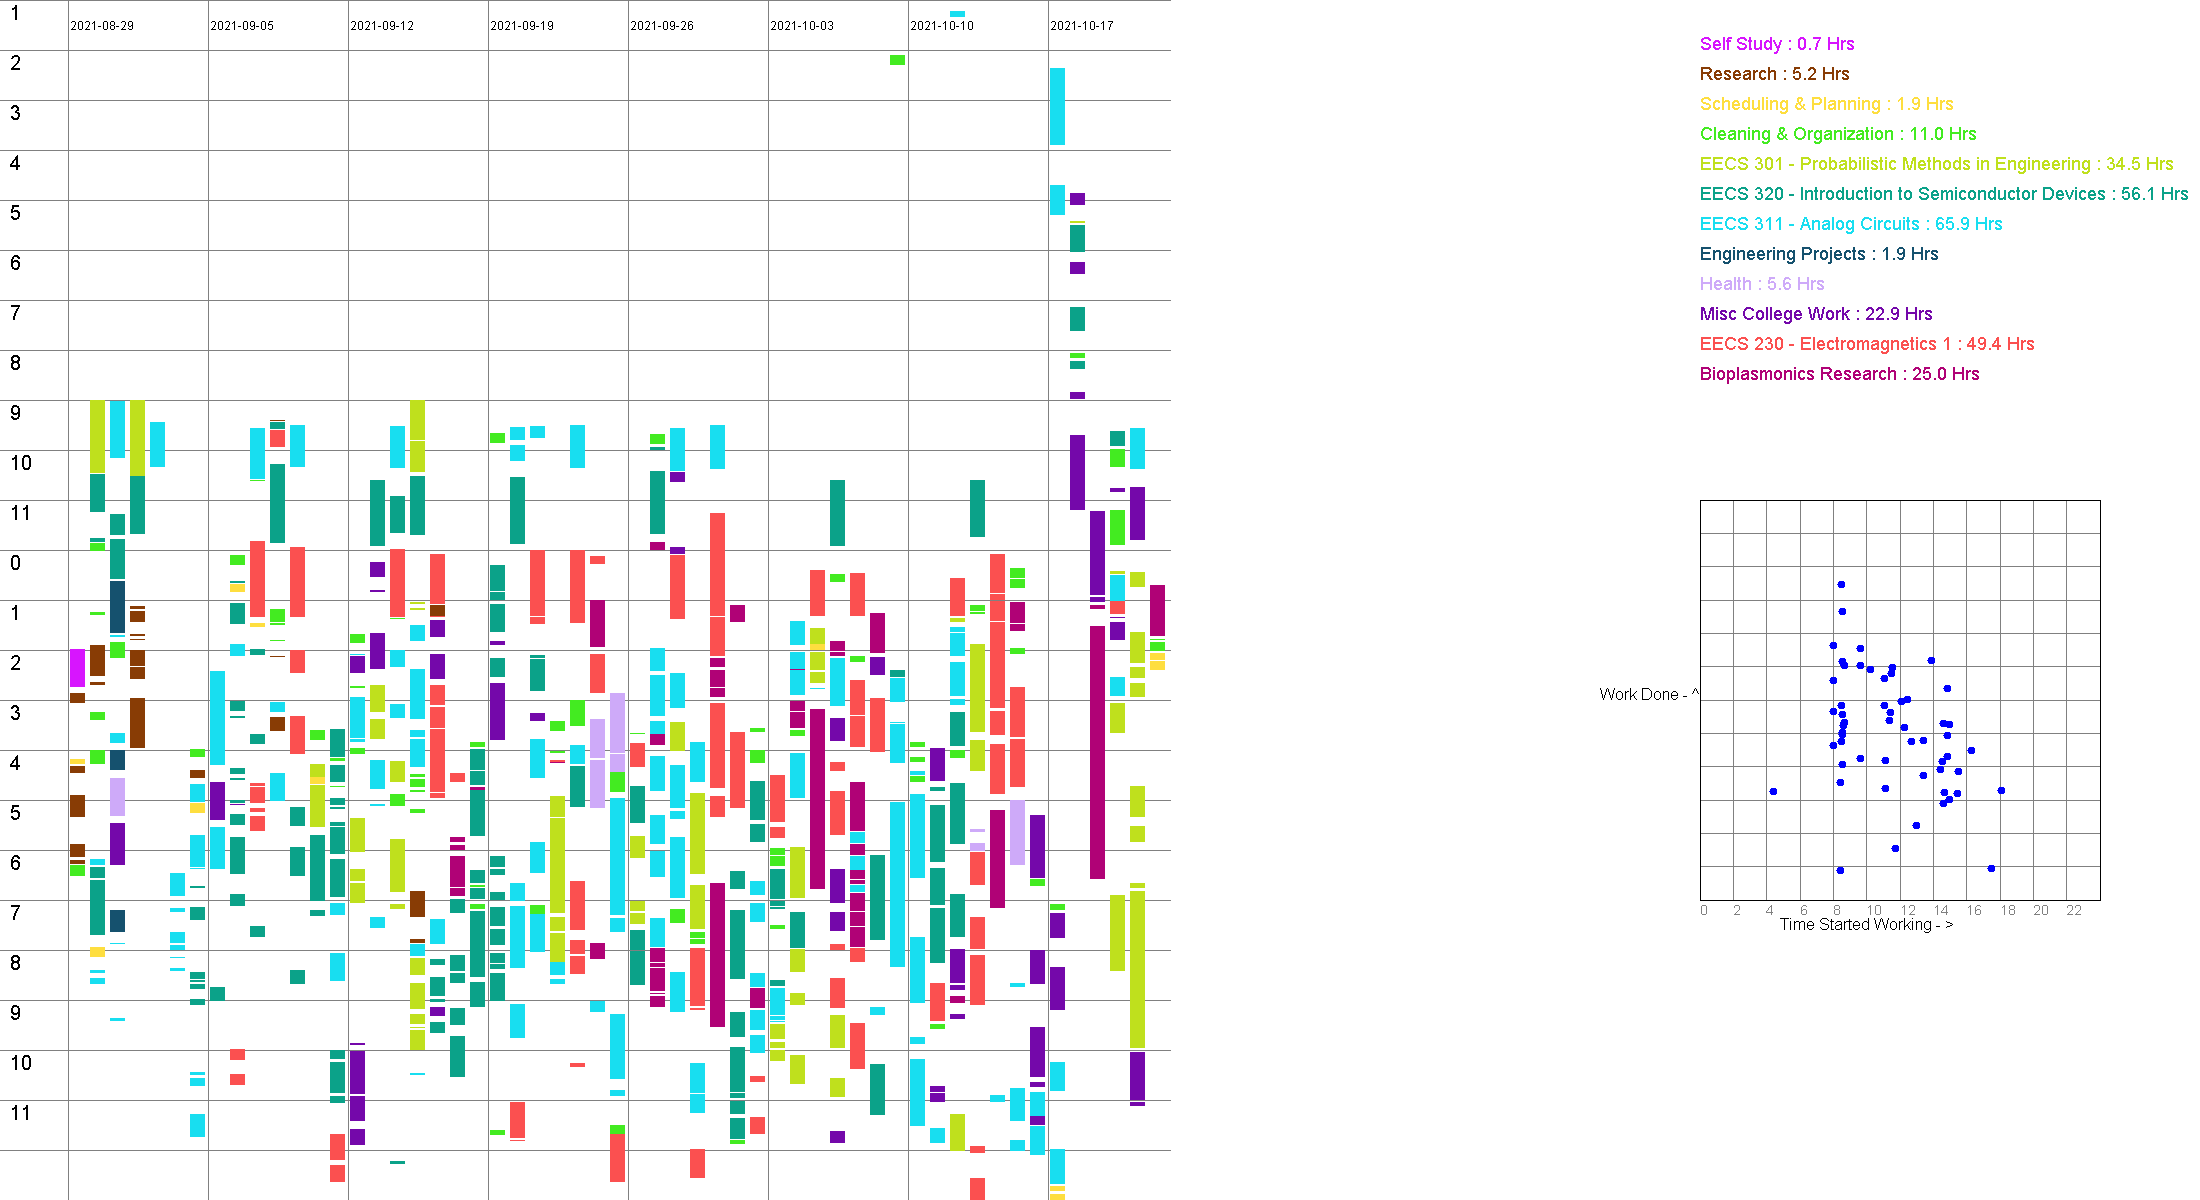 1
2021-08-29 2021-09-05 2021-09-12 2021-09-19 2021-09-26 2021-10-03 2021-10-10 2021-10-17
2
3
4
5
6
7
8
9
10
11
0
1
2
3
4
5
6
7
8
9
10
11
Self Study : 0.7 Hrs
Research : 5.2 Hrs
Scheduling & Planning : 1.9 Hrs
Cleaning & Organization : 11.0 Hrs
EECS 301 - Probabilistic Methods in Engineering : 34.5 Hrs
EECS 320 - Introduction to Semiconductor Devices : 56.1 Hrs
EECS 311 - Analog Circuits : 65.9 Hrs
Engineering Projects : 1.9 Hrs
Health : 5.6 Hrs
Misc College Work : 22.9 Hrs
EECS 230 - Electromagnetics 1 : 49.4 Hrs
Bioplasmonics Research : 25.0 Hrs
Work Done - ^
0 2 4 6 8 10 12 14 16 18 20 22
Time Started Working - >